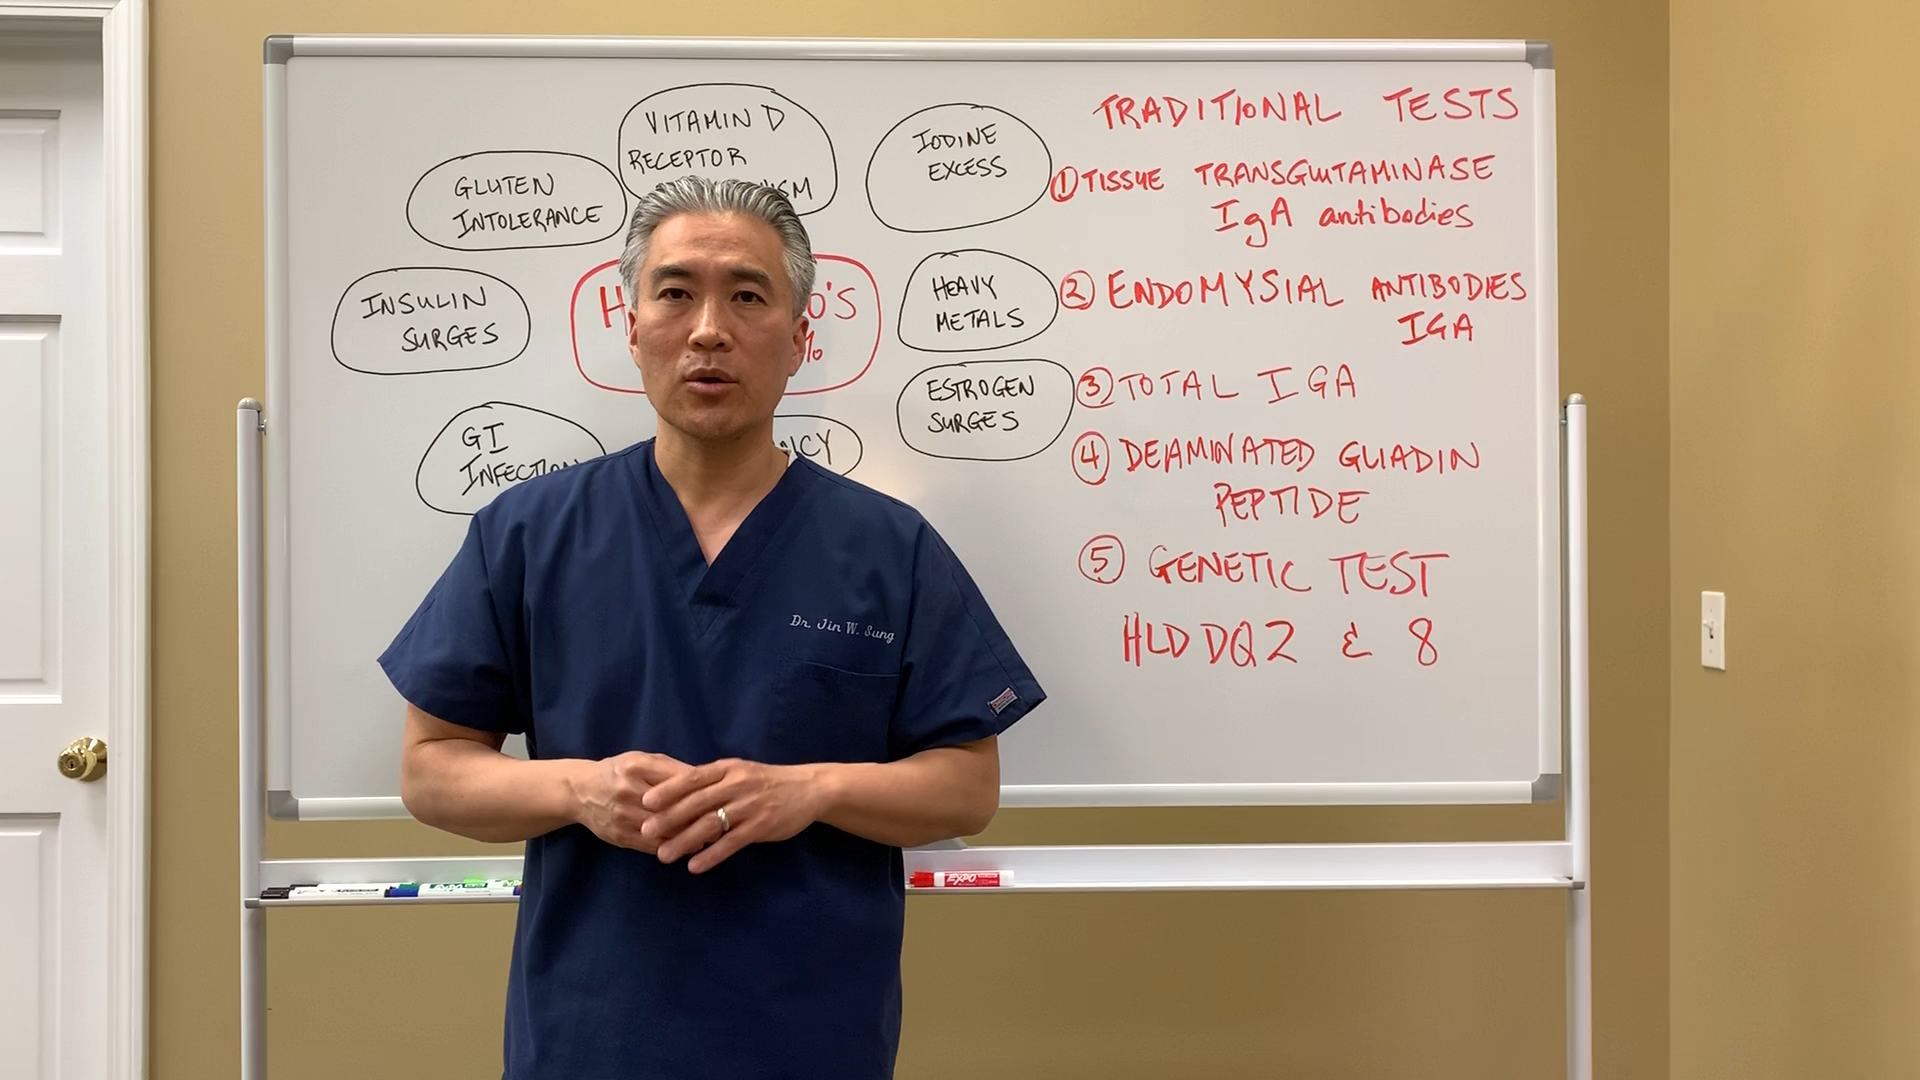 VITAMIN D
RECEPTOR
GLUTEN
INTOLERANCE
IODINE
EXCESS
INSULIN
SURGES
HEAVY
METALS
ESTROGEN
SURGES
GI
INFECTION
TRADITIONAL TESTS
① TISSUE TRANSGLUTAMINASE
IgA antibodies
② ENDOMYSIAL ANTIBODIES
IGA
③ TOTAL IGA
④ DEAMINATED GLIADIN
PEPTIDE
⑤ GENETIC TEST
HLD DQ2 & 8
Dr. Jin W. Sung
EXPO